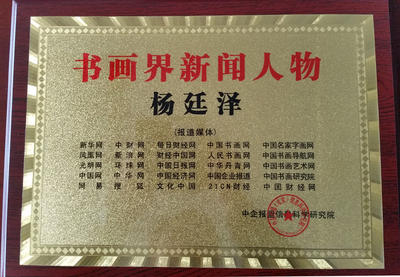 书画界新闻人物
杨廷泽
(报道媒体)
新华网 中财网 每日财经网 中国书画网 中国名家字画网
凤凰网 新浪网 财经中国网 人民书画网 中国书画导航网
光明网 环球网 中国日报网 中华丹青网 中国书画艺术网
中国网 中华网 中国经济网 中国企业报道 中国书画研究院
网易 搜狐 文化中国 21CN财经 中国财经网
中企报道信息科学研究院